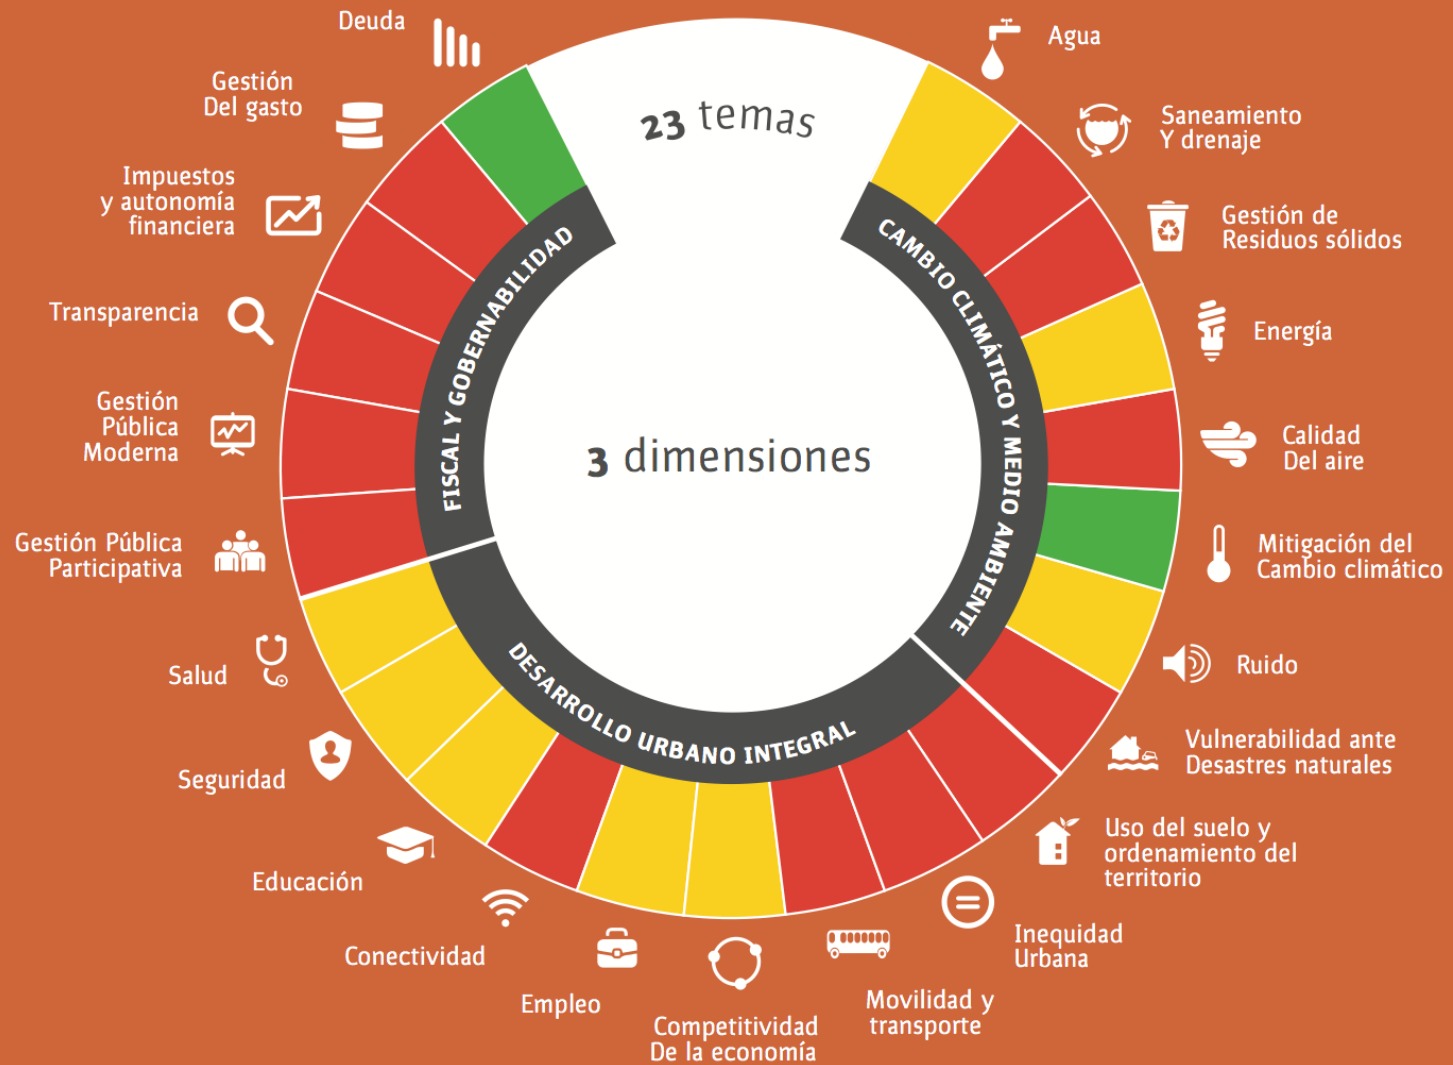 23 temas
3 dimensiones
CAMBIO CLIMÁTICO Y MEDIO AMBIENTE
Agua
Saneamiento
Y drenaje
Gestión de
Residuos sólidos
Energía
Calidad
Del aire
Mitigación del
Cambio climático
Ruido
Vulnerabilidad ante
Desastres naturales
DESARROLLO URBANO INTEGRAL
Uso del suelo y
ordenamiento del
territorio
Inequidad
Urbana
Movilidad y
transporte
Competitividad
De la economía
Empleo
Conectividad
Educación
Seguridad
Salud
FISCAL Y GOBERNABILIDAD
Gestión Pública
Participativa
Gestión
Pública
Moderna
Transparencia
Impuestos
y autonomía
financiera
Gestión
Del gasto
Deuda